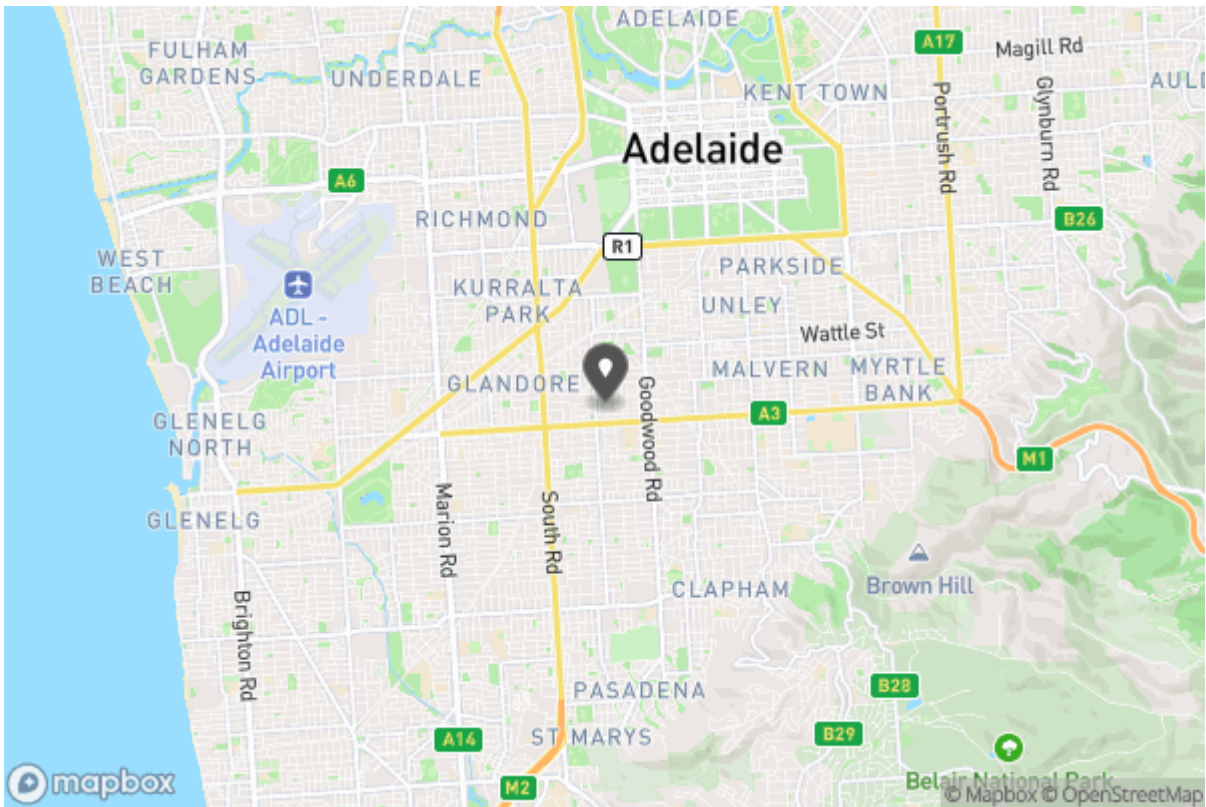 ADELAIDE
A17
Magill Rd
FULHAM
GARDENS
UNDERDALE
KENT TOWN
Portrush Rd
Glynburn Rd
AULD
Adelaide
A6
RICHMOND
B26
R1
WEST
BEACH
PARKSIDE
KURRALTA
PARK
UNLEY
ADL -
Adelaide
Airport
Wattle St
GLANDORE
MALVERN
MYRTLE
BANK
Goodwood Rd
A3
GLENELG
NORTH
M1
GLENELG
Marion Rd
South Rd
Brown Hill
CLAPHAM
Brighton Rd
PASADENA
B28
A14
ST MARYS
B29
M2
Belair National Park
mapbox
© Mapbox © OpenStreetMap